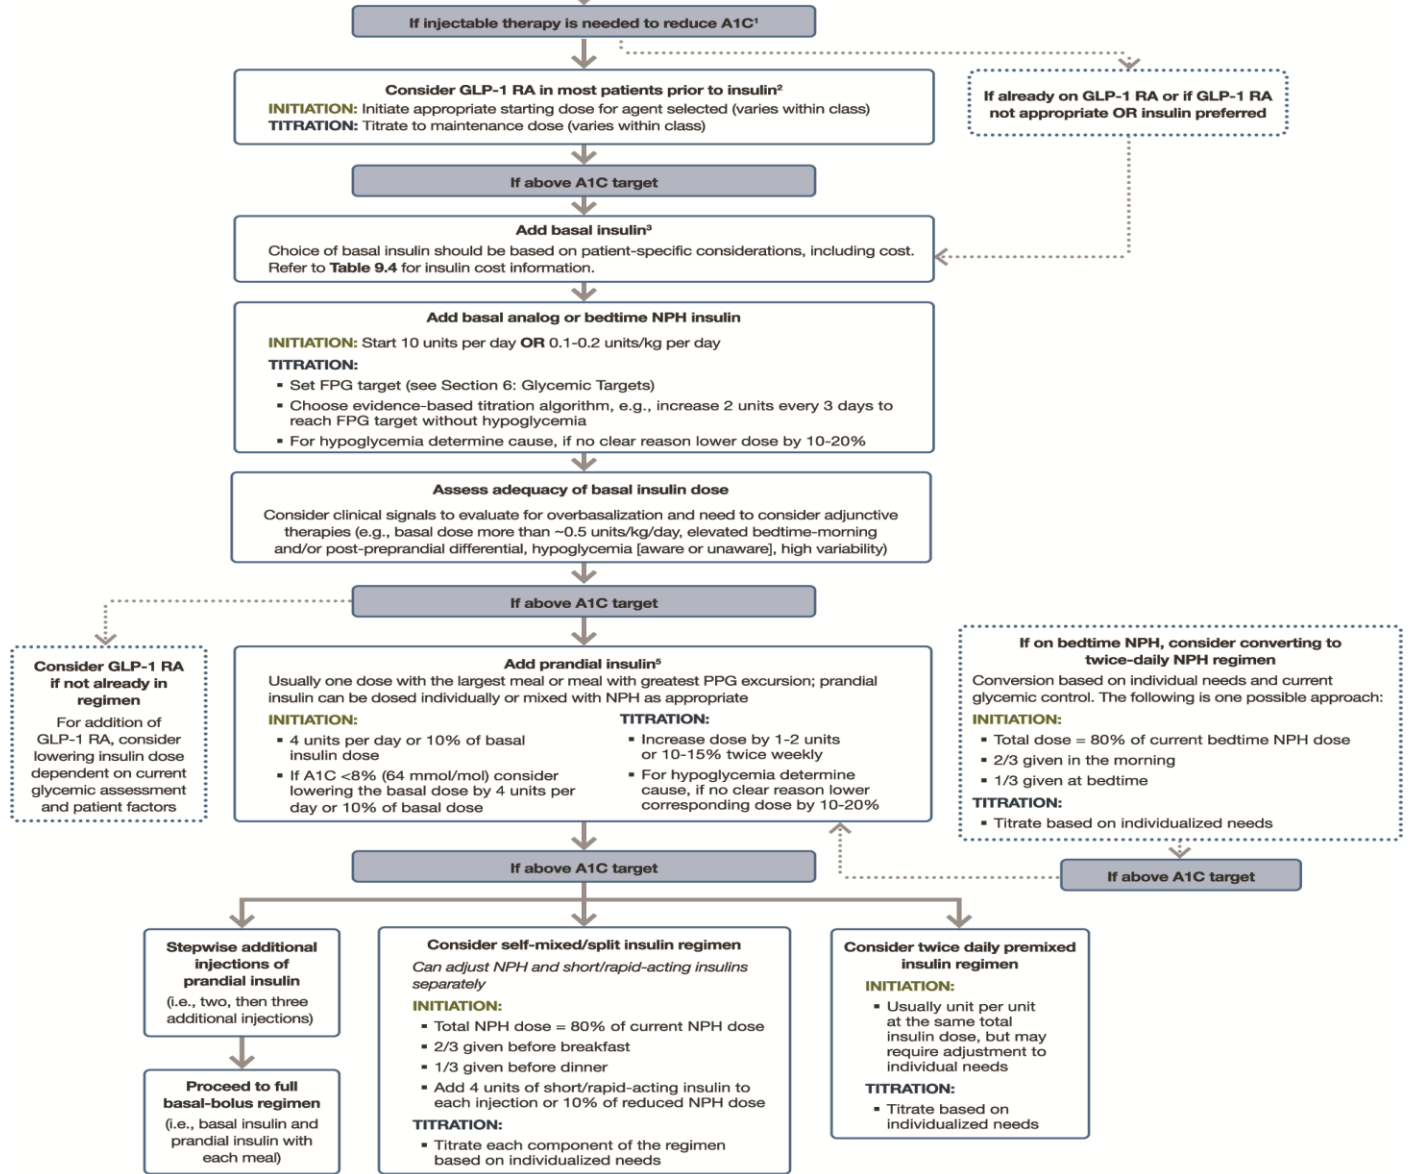 If injectable therapy is needed to reduce A1C¹
Consider GLP-1 RA in most patients prior to insulin²
INITIATION: Initiate appropriate starting dose for agent selected (varies within class)
TITRATION: Titrate to maintenance dose (varies within class)
If already on GLP-1 RA or if GLP-1 RA
not appropriate OR insulin preferred
If above A1C target
Add basal insulin³
Choice of basal insulin should be based on patient-specific considerations, including cost.
Refer to Table 9.4 for insulin cost information.
Add basal analog or bedtime NPH insulin
INITIATION: Start 10 units per day OR 0.1-0.2 units/kg per day
TITRATION:
▪ Set FPG target (see Section 6: Glycemic Targets)
▪ Choose evidence-based titration algorithm, e.g., increase 2 units every 3 days to
reach FPG target without hypoglycemia
▪ For hypoglycemia determine cause, if no clear reason lower dose by 10-20%
Assess adequacy of basal insulin dose
Consider clinical signals to evaluate for overbasalization and need to consider adjunctive
therapies (e.g., basal dose more than ~0.5 units/kg/day, elevated bedtime-morning
and/or post-preprandial differential, hypoglycemia [aware or unaware], high variability)
If above A1C target
Consider GLP-1 RA
if not already in
regimen
For addition of
GLP-1 RA, consider
lowering insulin dose
dependent on current
glycemic assessment
and patient factors
Add prandial insulin⁵
Usually one dose with the largest meal or meal with greatest PPG excursion; prandial
insulin can be dosed individually or mixed with NPH as appropriate
INITIATION:
▪ 4 units per day or 10% of basal
insulin dose
▪ If A1C <8% (64 mmol/mol) consider
lowering the basal dose by 4 units per
day or 10% of basal dose
TITRATION:
▪ Increase dose by 1-2 units
or 10-15% twice weekly
▪ For hypoglycemia determine
cause, if no clear reason lower
corresponding dose by 10-20%
If on bedtime NPH, consider converting to
twice-daily NPH regimen
Conversion based on individual needs and current
glycemic control. The following is one possible approach:
INITIATION:
▪ Total dose = 80% of current bedtime NPH dose
▪ 2/3 given in the morning
▪ 1/3 given at bedtime
TITRATION:
▪ Titrate based on individualized needs
If above A1C target
If above A1C target
Stepwise additional
injections of
prandial insulin
(i.e., two, then three
additional injections)
Proceed to full
basal-bolus regimen
(i.e., basal insulin and
prandial insulin with
each meal)
Consider self-mixed/split insulin regimen
Can adjust NPH and short/rapid-acting insulins
separately
INITIATION:
▪ Total NPH dose = 80% of current NPH dose
▪ 2/3 given before breakfast
▪ 1/3 given before dinner
▪ Add 4 units of short/rapid-acting insulin to
each injection or 10% of reduced NPH dose
TITRATION:
▪ Titrate each component of the regimen
based on individualized needs
Consider twice daily premixed
insulin regimen
INITIATION:
▪ Usually unit per unit
at the same total
insulin dose, but may
require adjustment to
individual needs
TITRATION:
▪ Titrate based on
individualized needs